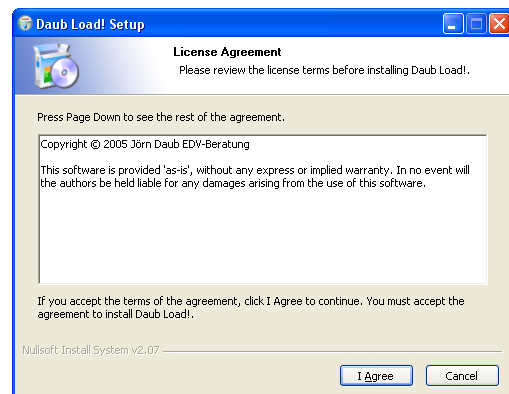 Daub Load! Setup
License Agreement
Please review the license terms before installing Daub Load!.
Press Page Down to see the rest of the agreement.
Copyright © 2005 Jörn Daub EDV-Beratung
This software is provided 'as-is', without any express or implied warranty. In no event will
the authors be held liable for any damages arising from the use of this software.
If you accept the terms of the agreement, click I Agree to continue. You must accept the
agreement to install Daub Load!.
Nullsoft Install System v2.07
I Agree
Cancel